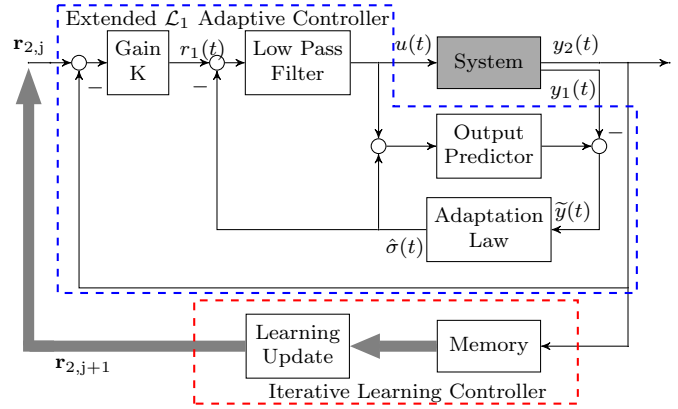 Extended ℒ₁ Adaptive Controller
r₂,ⱼ
Gain
K
r₁(t)
Low Pass
Filter
u(t)
System
y₂(t)
y₁(t)
−
−
−
Output
Predictor
Adaptation
Law
ỹ(t)
σ̂(t)
Learning
Update
Memory
r₂,ⱼ₊₁
Iterative Learning Controller